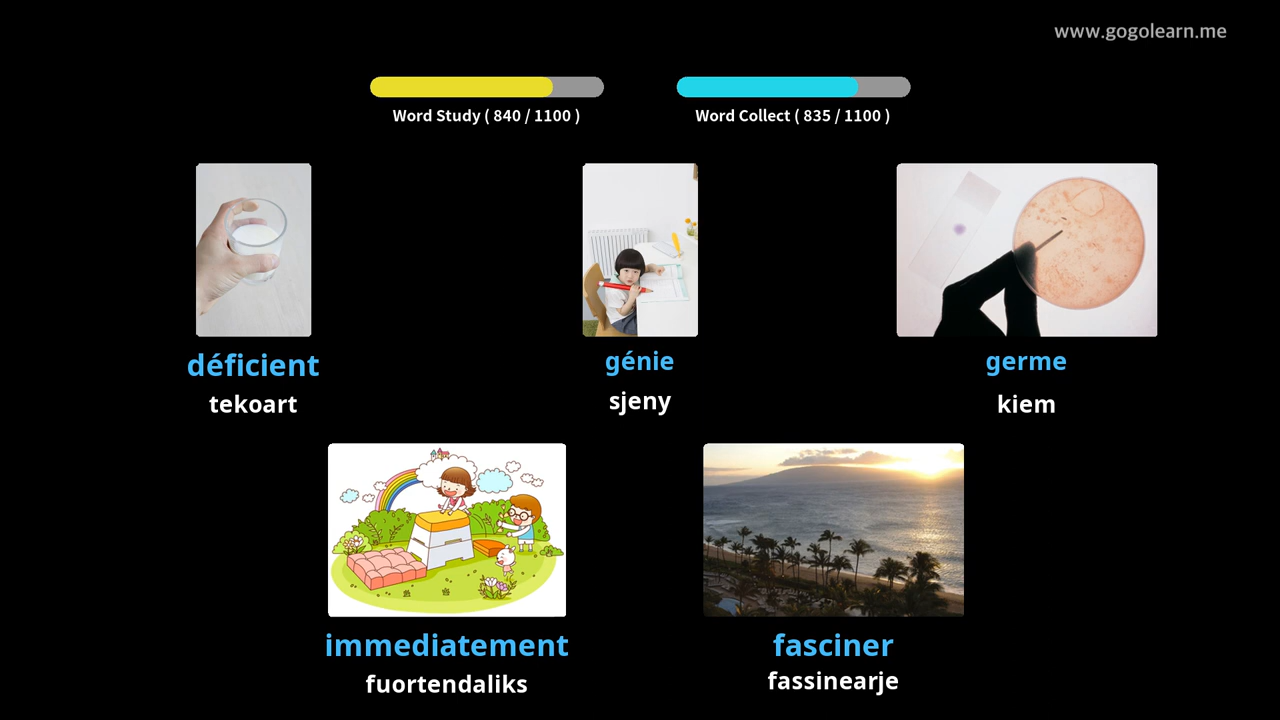 www.gogolearn.me
Word Study ( 840 / 1100 )
Word Collect ( 835 / 1100 )
déficient
tekoart
génie
sjeny
germe
kiem
immediatement
fuortendaliks
fasciner
fassinearje